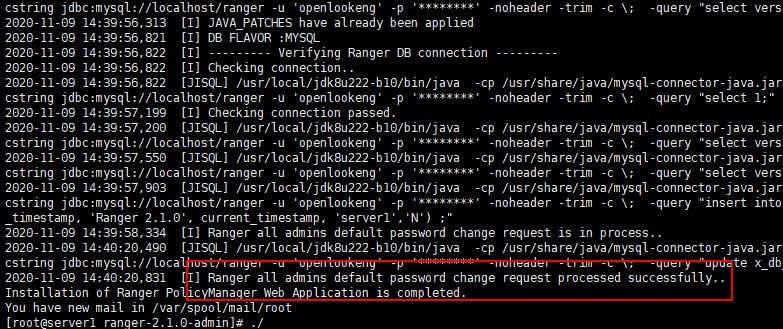 cstring jdbc:mysql://localhost/ranger -u 'openlookeng' -p '********' -noheader -trim -c \;  -query "select vers
2020-11-09 14:39:56,313  [I] JAVA_PATCHES have already been applied
2020-11-09 14:39:56,821  [I] DB FLAVOR :MYSQL
2020-11-09 14:39:56,821  [I] --------- Verifying Ranger DB connection ---------
2020-11-09 14:39:56,822  [I] Checking connection..
2020-11-09 14:39:56,822  [JISQL] /usr/local/jdk8u222-b10/bin/java  -cp /usr/share/java/mysql-connector-java.jar
cstring jdbc:mysql://localhost/ranger -u 'openlookeng' -p '********' -noheader -trim -c \;  -query "select 1;"
2020-11-09 14:39:57,199  [I] Checking connection passed.
2020-11-09 14:39:57,200  [JISQL] /usr/local/jdk8u222-b10/bin/java  -cp /usr/share/java/mysql-connector-java.jar
cstring jdbc:mysql://localhost/ranger -u 'openlookeng' -p '********' -noheader -trim -c \;  -query "select vers
2020-11-09 14:39:57,550  [JISQL] /usr/local/jdk8u222-b10/bin/java  -cp /usr/share/java/mysql-connector-java.jar
cstring jdbc:mysql://localhost/ranger -u 'openlookeng' -p '********' -noheader -trim -c \;  -query "select vers
2020-11-09 14:39:57,903  [JISQL] /usr/local/jdk8u222-b10/bin/java  -cp /usr/share/java/mysql-connector-java.jar
cstring jdbc:mysql://localhost/ranger -u 'openlookeng' -p '********' -noheader -trim -c \;  -query "insert into
_timestamp, 'Ranger 2.1.0', current_timestamp, 'server1','N') ;"
2020-11-09 14:39:58,334  [I] Ranger all admins default password change request is in process..
2020-11-09 14:40:20,490  [JISQL] /usr/local/jdk8u222-b10/bin/java  -cp /usr/share/java/mysql-connector-java.jar
cstring jdbc:mysql://localhost/ranger -u 'openlookeng' -p '********' -noheader -trim -c \;  -query "update x_db
2020-11-09 14:40:20,831  [I] Ranger all admins default password change request processed successfully..
Installation of Ranger PolicyManager Web Application is completed.
You have new mail in /var/spool/mail/root
[root@server1 ranger-2.1.0-admin]# ./